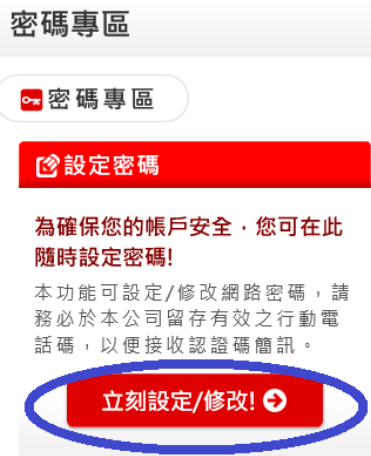 密碼專區
密碼專區
設定密碼
為確保您的帳戶安全，您可在此
隨時設定密碼!
本功能可設定/修改網路密碼，請
務必於本公司留存有效之行動電
話碼，以便接收認證碼簡訊。
立刻設定/修改!